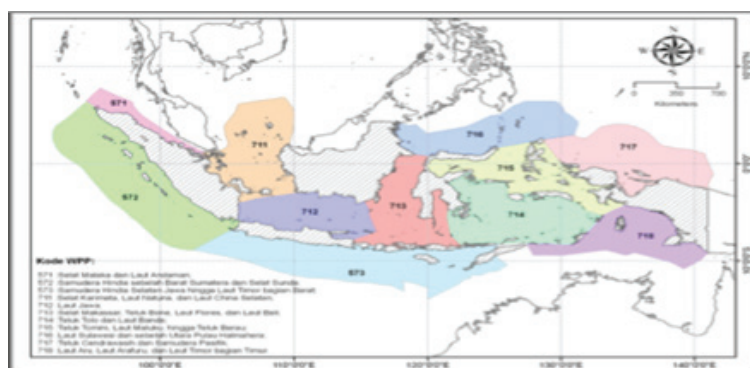 N
W E
S
0 350 700
Kilometers
571
711
716
717
715
572
713
712
714
718
573
Kode WPP:
571 Selat Malaka dan Laut Andaman.
572 Samudera Hindia sebelah Barat Sumatera dan Selat Sunda.
573 Samudera Hindia Selatan Jawa hingga Laut Timor bagian Barat.
711 Selat Karimata, Laut Natuna, dan Laut China Selatan.
712 Laut Jawa
713 Selat Makassar, Teluk Bone, Laut Flores, dan Laut Bali.
714 Teluk Tolo dan Laut Banda.
715 Teluk Tomini, Laut Maluku, hingga Teluk Berau
716 Laut Sulawesi dan sebelah Utara Pulau Halmahera.
717 Teluk Cendrawasih dan Samudera Pasifik.
718 Laut Aru, Laut Arafuru, dan Laut Timor bagian Timur
100°0'0"E 110°0'0"E 120°0'0"E 130°0'0"E 140°0'0"E